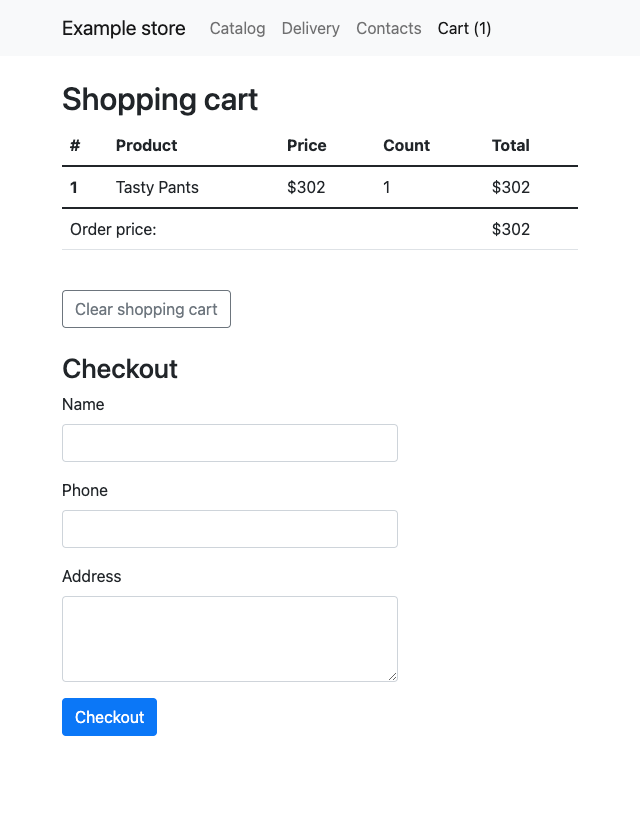 Example store Catalog Delivery Contacts Cart (1)
Shopping cart
# Product Price Count Total
1 Tasty Pants $302 1 $302
Order price: $302
Clear shopping cart
Checkout
Name
Phone
Address
Checkout